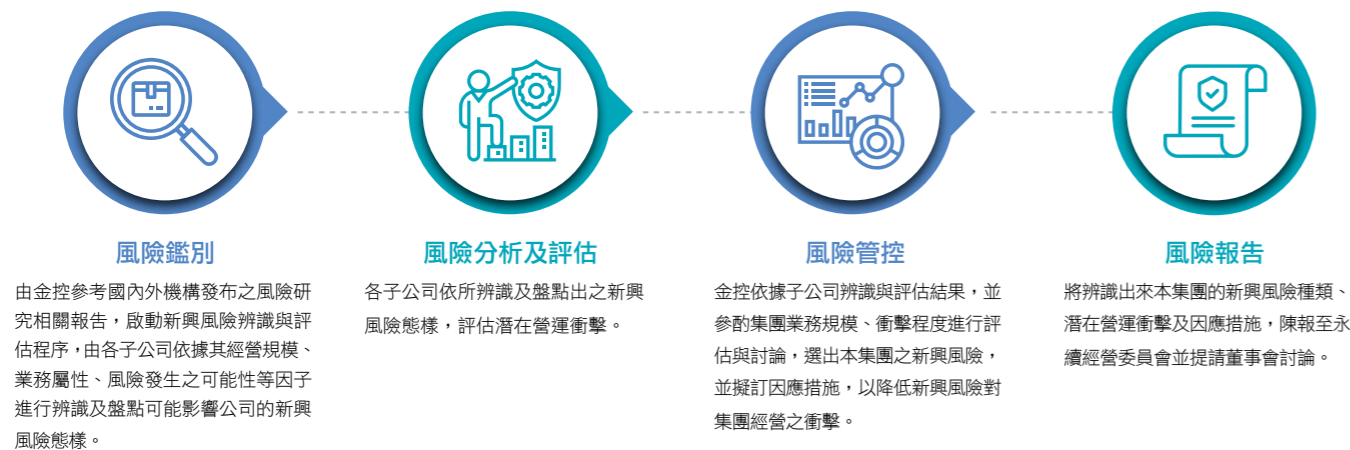 風險鑑別
由金控參考國內外機構發布之風險研
究相關報告，啟動新興風險辨識與評
估程序，由各子公司依據其經營規模、
業務屬性、風險發生之可能性等因子
進行辨識及盤點可能影響公司的新興
風險態樣。
風險分析及評估
各子公司依所辨識及盤點出之新興
風險態樣，評估潛在營運衝擊。
風險管控
金控依據子公司辨識與評估結果，並
參酌集團業務規模、衝擊程度進行評
估與討論，選出本集團之新興風險，
並擬訂因應措施，以降低新興風險對
集團經營之衝擊。
風險報告
將辨識出來本集團的新興風險種類、
潛在營運衝擊及因應措施，陳報至永
續經營委員會並提請董事會討論。